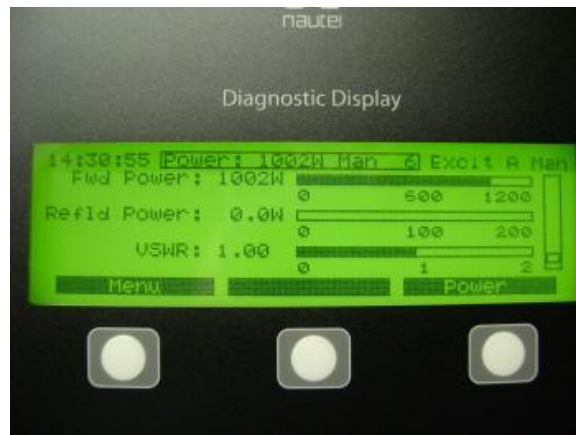 nautel
Diagnostic Display
14:30:55 Power: 1002W Man 6 Excit A Man
Fwd Power: 1002W
0 600 1200
Refld Power: 0.0W
0 100 200
VSWR: 1.00
0 1 2
Menu Power